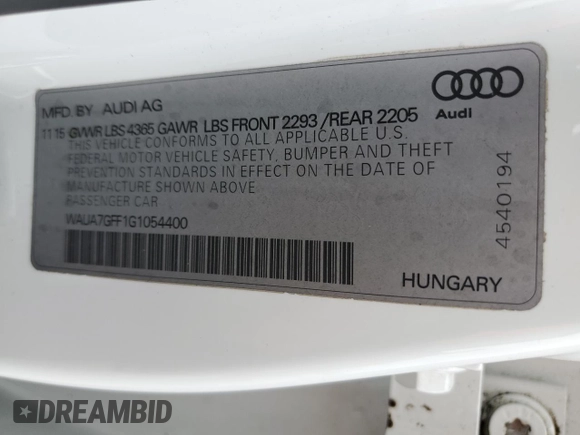 MFD. BY AUDI AG
11 15 GVWR LBS 4365 GAWR LBS FRONT 2293 /REAR 2205
THIS VEHICLE CONFORMS TO ALL APPLICABLE U.S.
FEDERAL MOTOR VEHICLE SAFETY, BUMPER AND THEFT
PREVENTION STANDARDS IN EFFECT ON THE DATE OF
MANUFACTURE SHOWN ABOVE
PASSENGER CAR
WAUA7GFF1G1054400
Audi
4540194
HUNGARY
DREAMBID